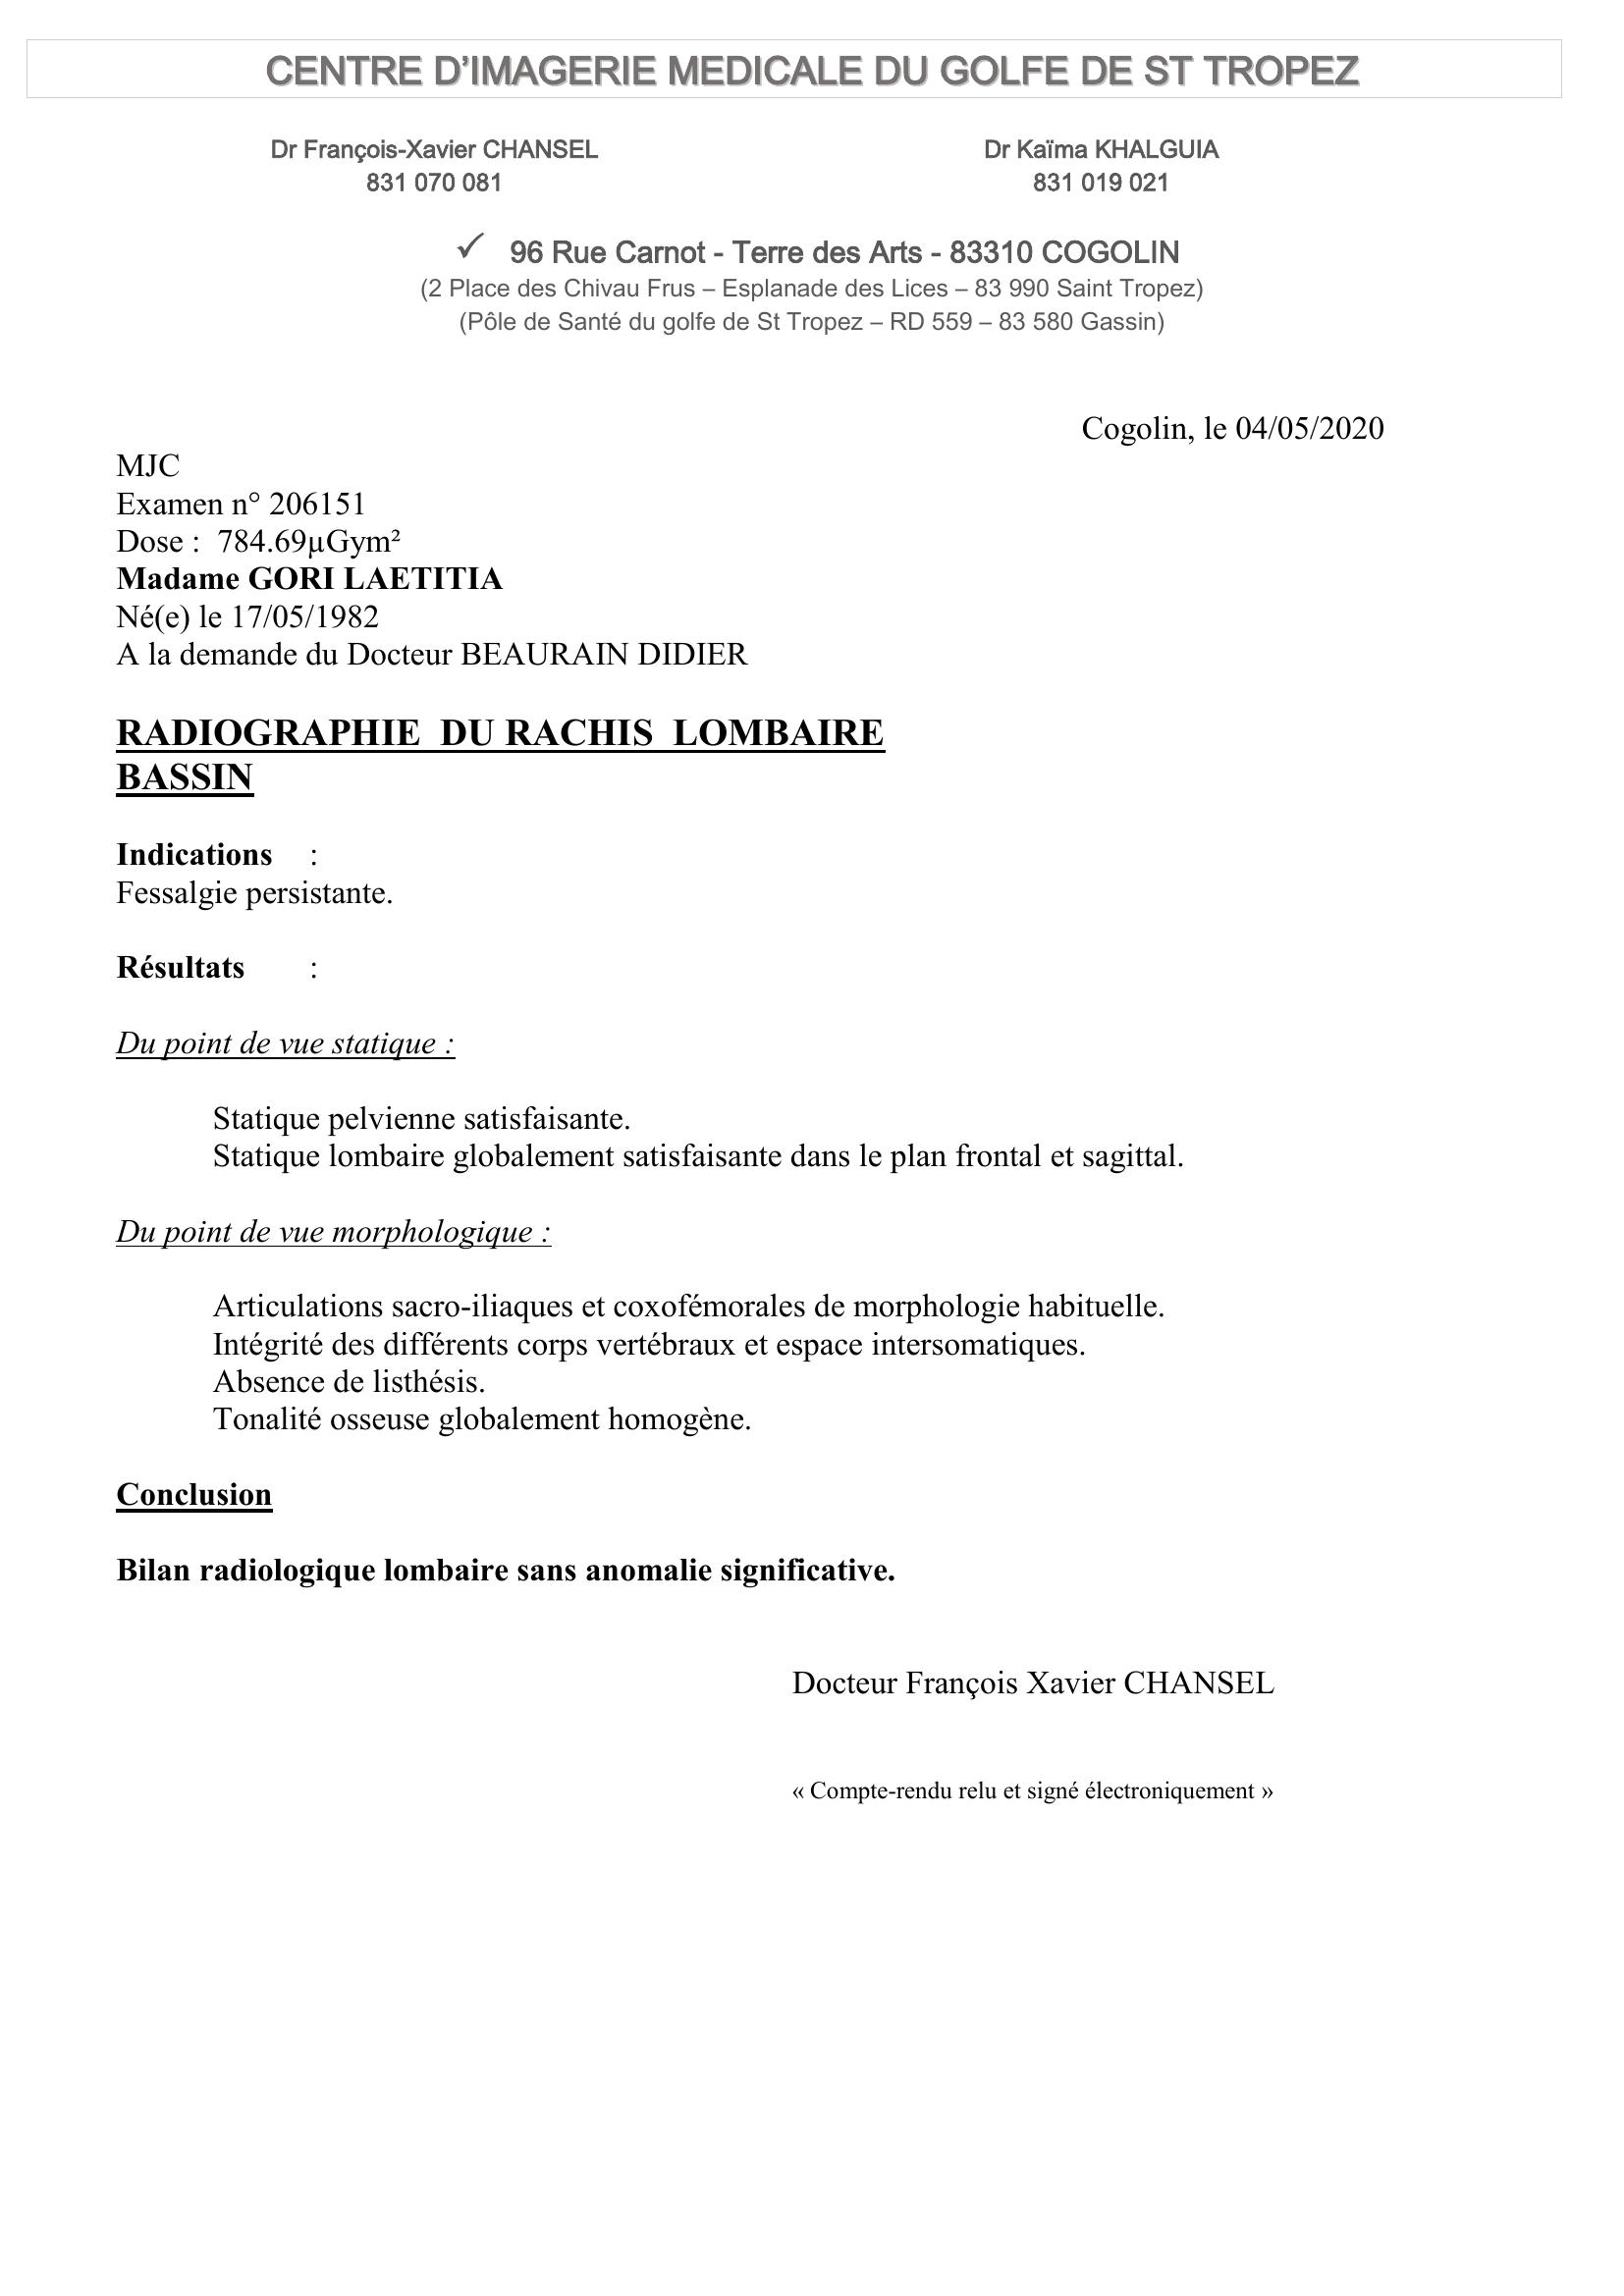 CENTRE D’IMAGERIE MEDICALE DU GOLFE DE ST TROPEZ
Dr François-Xavier CHANSEL
831 070 081
Dr Kaïma KHALGUIA
831 019 021
✓ 96 Rue Carnot - Terre des Arts - 83310 COGOLIN
(2 Place des Chivau Frus – Esplanade des Lices – 83 990 Saint Tropez)
(Pôle de Santé du golfe de St Tropez – RD 559 – 83 580 Gassin)
Cogolin, le 04/05/2020
MJC
Examen n° 206151
Dose : 784.69µGym²
Madame GORI LAETITIA
Né(e) le 17/05/1982
A la demande du Docteur BEAURAIN DIDIER
RADIOGRAPHIE DU RACHIS LOMBAIRE
BASSIN
Indications :
Fessalgie persistante.
Résultats :
Du point de vue statique :
Statique pelvienne satisfaisante.
Statique lombaire globalement satisfaisante dans le plan frontal et sagittal.
Du point de vue morphologique :
Articulations sacro-iliaques et coxofémorales de morphologie habituelle.
Intégrité des différents corps vertébraux et espace intersomatiques.
Absence de listhésis.
Tonalité osseuse globalement homogène.
Conclusion
Bilan radiologique lombaire sans anomalie significative.
Docteur François Xavier CHANSEL
« Compte-rendu relu et signé électroniquement »